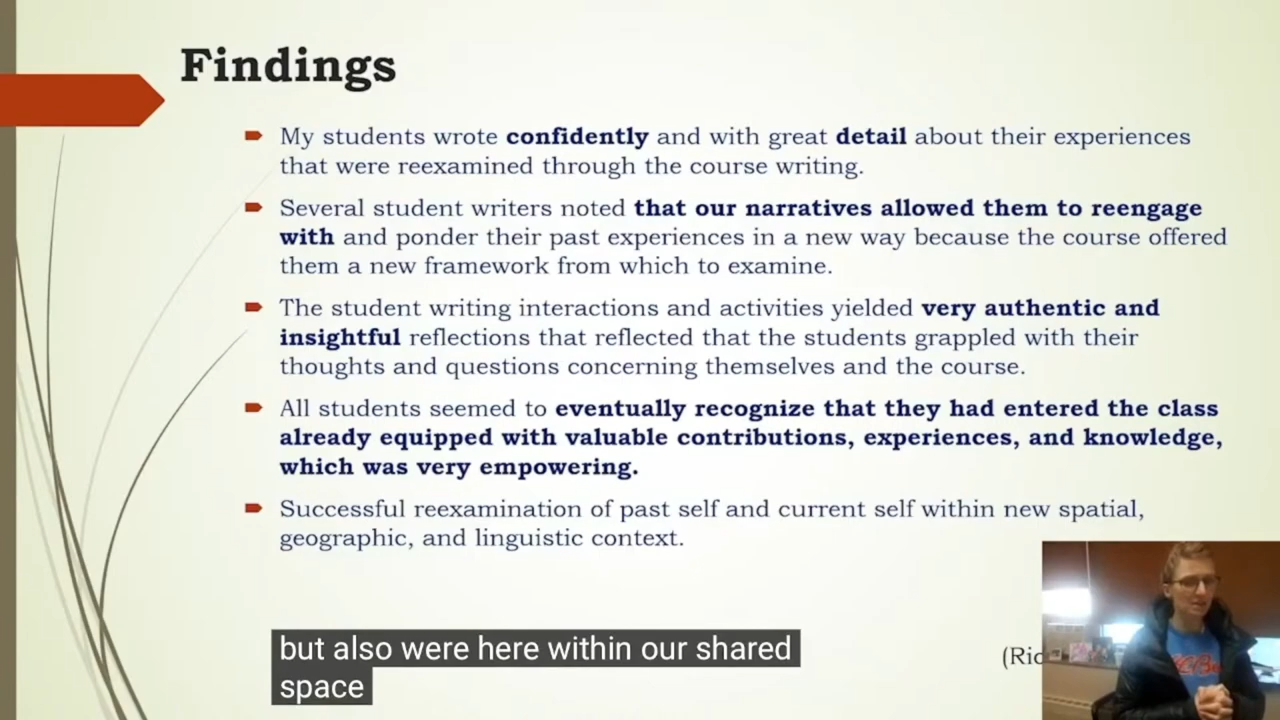 Findings
My students wrote confidently and with great detail about their experiences
that were reexamined through the course writing.
Several student writers noted that our narratives allowed them to reengage
with and ponder their past experiences in a new way because the course offered
them a new framework from which to examine.
The student writing interactions and activities yielded very authentic and
insightful reflections that reflected that the students grappled with their
thoughts and questions concerning themselves and the course.
All students seemed to eventually recognize that they had entered the class
already equipped with valuable contributions, experiences, and knowledge,
which was very empowering.
Successful reexamination of past self and current self within new spatial,
geographic, and linguistic context.
but also were here within our shared
space